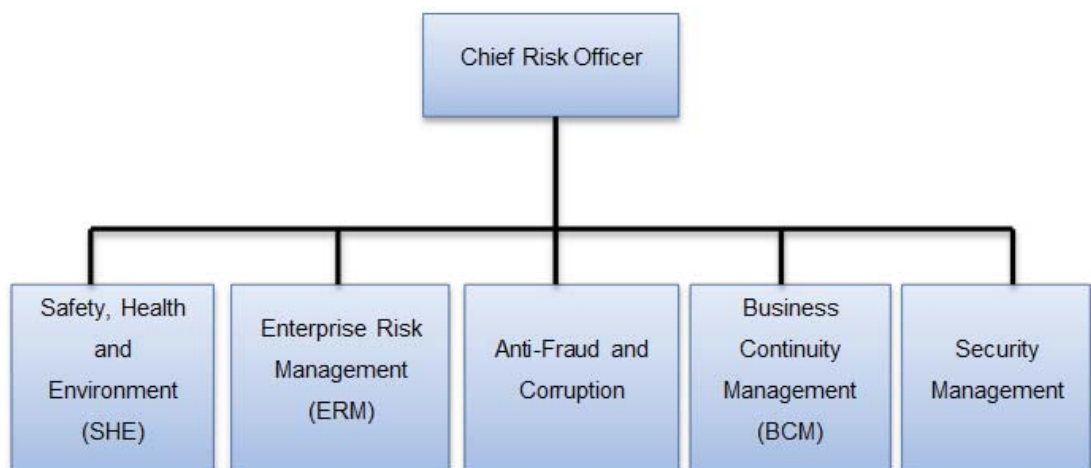 Chief Risk Officer
Safety, Health
and
Environment
(SHE)
Enterprise Risk
Management
(ERM)
Anti-Fraud and
Corruption
Business
Continuity
Management
(BCM)
Security
Management